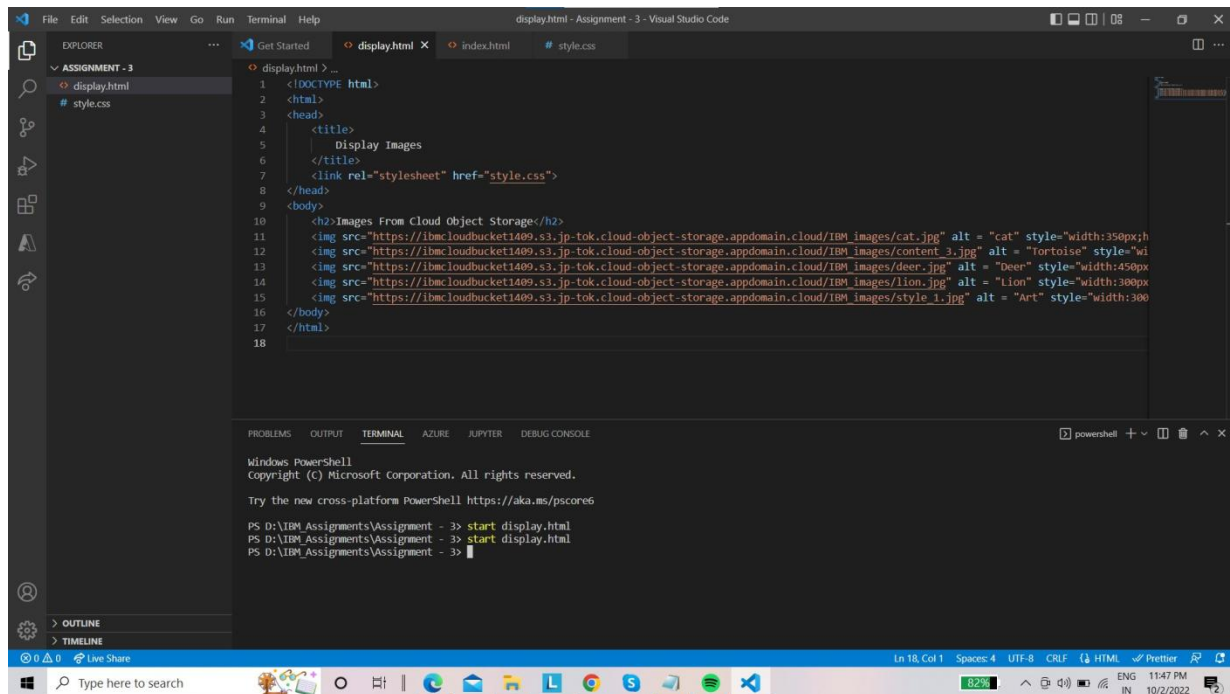 File Edit Selection View Go Run Terminal Help
display.html - Assignment - 3 - Visual Studio Code
EXPLORER
ASSIGNMENT - 3
display.html
style.css
Get Started
display.html
index.html
style.css
display.html > ...
1 <!DOCTYPE html>
2 <html>
3 <head>
4 <title>
5 Display Images
6 </title>
7 <link rel="stylesheet" href="style.css">
8 </head>
9 <body>
10 <h2>Images From Cloud Object Storage</h2>
11 <img src="https://ibmcloudbucket1409.s3.jp-tok.cloud-object-storage.appdomain.cloud/IBM_images/cat.jpg" alt = "cat" style="width:350px;h
12 <img src="https://ibmcloudbucket1409.s3.jp-tok.cloud-object-storage.appdomain.cloud/IBM_images/content_3.jpg" alt = "Tortoise" style="wi
13 <img src="https://ibmcloudbucket1409.s3.jp-tok.cloud-object-storage.appdomain.cloud/IBM_images/deer.jpg" alt = "Deer" style="width:450px
14 <img src="https://ibmcloudbucket1409.s3.jp-tok.cloud-object-storage.appdomain.cloud/IBM_images/lion.jpg" alt = "Lion" style="width:300px
15 <img src="https://ibmcloudbucket1409.s3.jp-tok.cloud-object-storage.appdomain.cloud/IBM_images/style_1.jpg" alt = "Art" style="width:300
16 </body>
17 </html>
18
PROBLEMS OUTPUT TERMINAL AZURE JUPYTER DEBUG CONSOLE
powershell
Windows PowerShell
Copyright (C) Microsoft Corporation. All rights reserved.
Try the new cross-platform PowerShell https://aka.ms/pscore6
PS D:\IBM_Assignments\Assignment - 3> start display.html
PS D:\IBM_Assignments\Assignment - 3> start display.html
PS D:\IBM_Assignments\Assignment - 3>
OUTLINE
TIMELINE
0 0 Live Share
Ln 18, Col 1 Spaces: 4 UTF-8 CRLF HTML Prettier
Type here to search
82%
ENG
IN
11:47 PM
10/2/2022